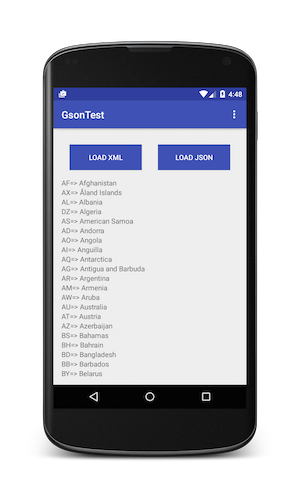 4:48
GsonTest
LOAD XML
LOAD JSON
AF=> Afghanistan
AX=> Åland Islands
AL=> Albania
DZ=> Algeria
AS=> American Samoa
AD=> Andorra
AO=> Angola
AI=> Anguilla
AQ=> Antarctica
AG=> Antigua and Barbuda
AR=> Argentina
AM=> Armenia
AW=> Aruba
AU=> Australia
AT=> Austria
AZ=> Azerbaijan
BS=> Bahamas
BH=> Bahrain
BD=> Bangladesh
BB=> Barbados
BY=> Belarus